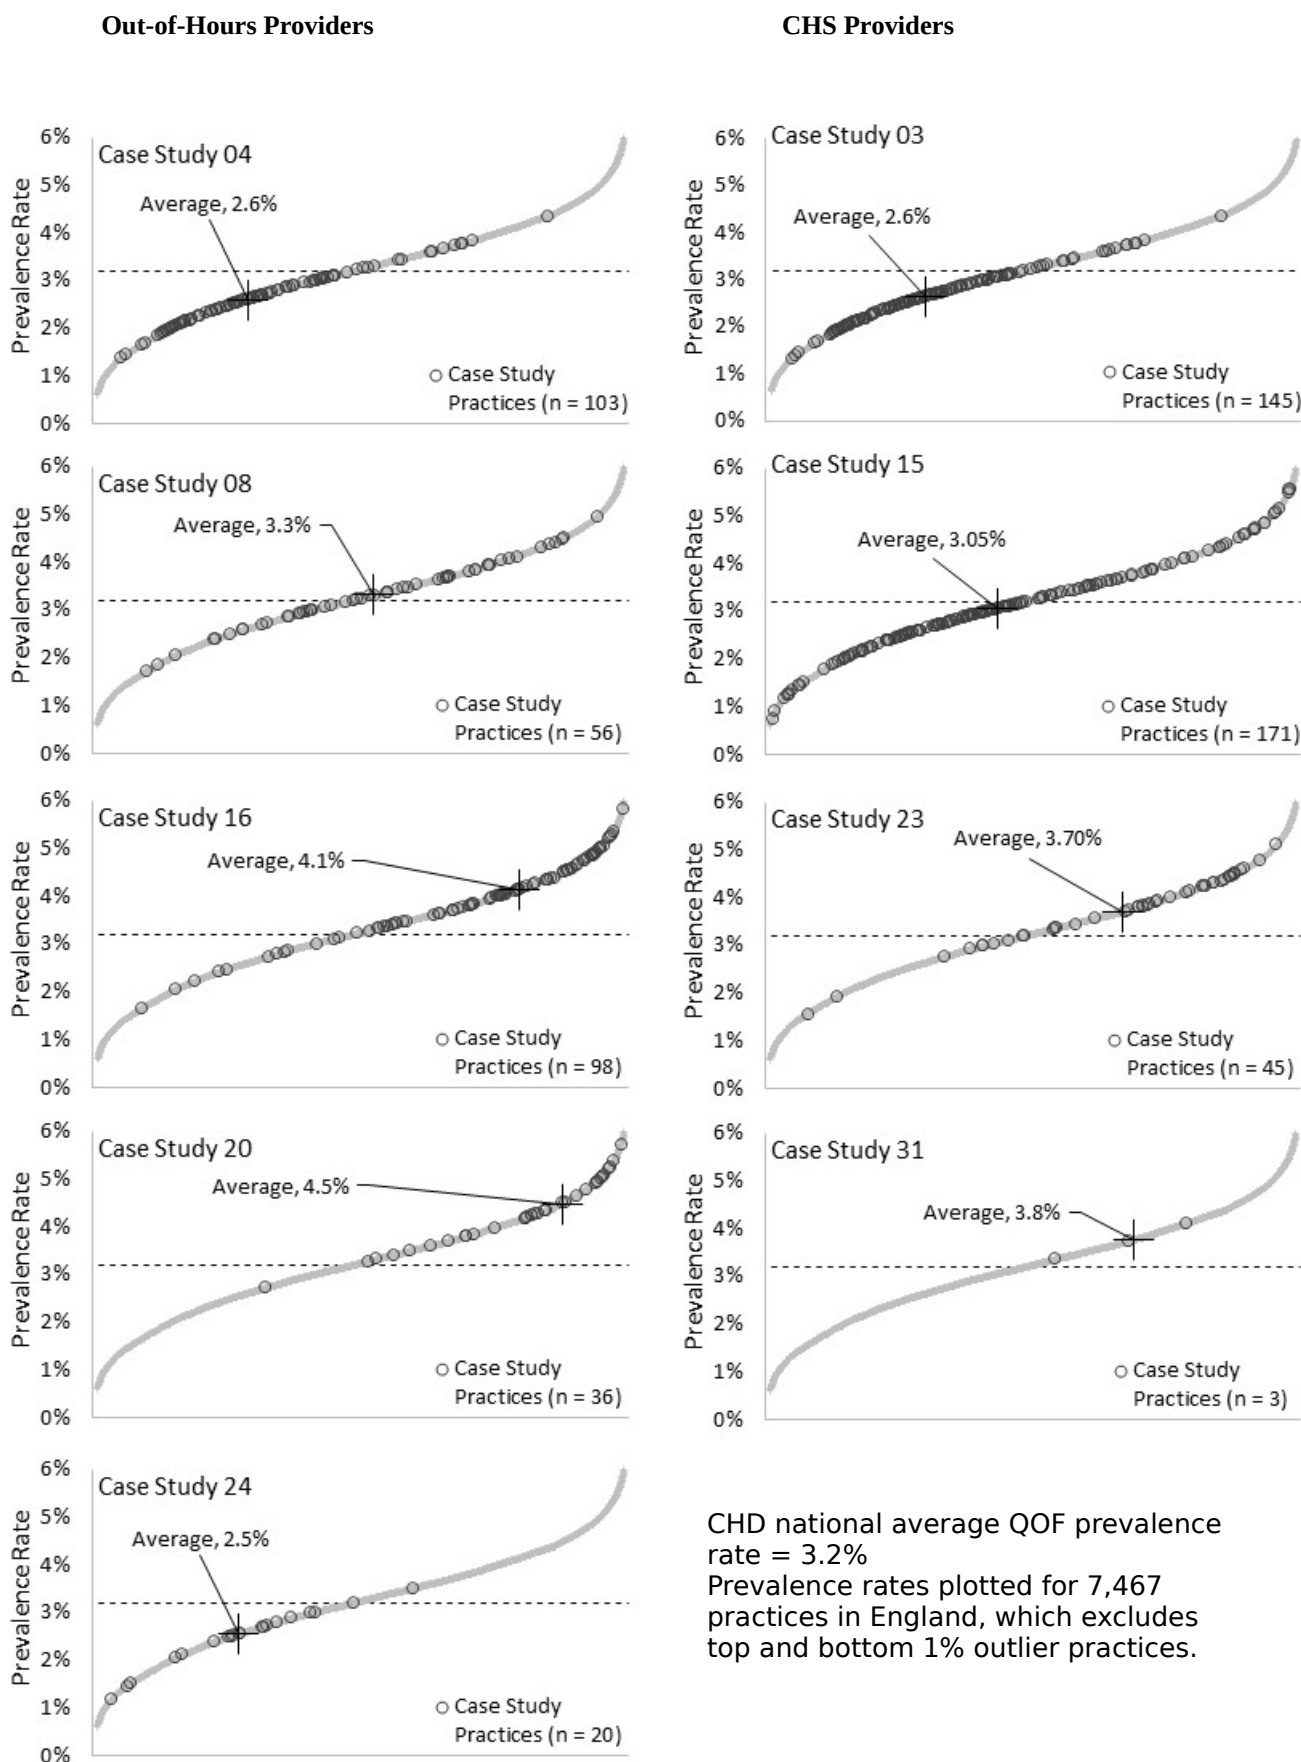 Out-of-Hours Providers
CHS Providers
6%
5%
4%
3%
2%
1%
0%
Prevalence Rate
Case Study 04
Average, 2.6%
Case Study
Practices (n = 103)
6%
5%
4%
3%
2%
1%
0%
Prevalence Rate
Case Study 03
Average, 2.6%
Case Study
Practices (n = 145)
6%
5%
4%
3%
2%
1%
0%
Prevalence Rate
Case Study 08
Average, 3.3%
Case Study
Practices (n = 56)
6%
5%
4%
3%
2%
1%
0%
Prevalence Rate
Case Study 15
Average, 3.05%
Case Study
Practices (n = 171)
6%
5%
4%
3%
2%
1%
0%
Prevalence Rate
Case Study 16
Average, 4.1%
Case Study
Practices (n = 98)
6%
5%
4%
3%
2%
1%
0%
Prevalence Rate
Case Study 23
Average, 3.70%
Case Study
Practices (n = 45)
6%
5%
4%
3%
2%
1%
0%
Prevalence Rate
Case Study 20
Average, 4.5%
Case Study
Practices (n = 36)
6%
5%
4%
3%
2%
1%
0%
Prevalence Rate
Case Study 31
Average, 3.8%
Case Study
Practices (n = 3)
6%
5%
4%
3%
2%
1%
0%
Prevalence Rate
Case Study 24
Average, 2.5%
Case Study
Practices (n = 20)
CHD national average QOF prevalence
rate = 3.2%
Prevalence rates plotted for 7,467
practices in England, which excludes
top and bottom 1% outlier practices.